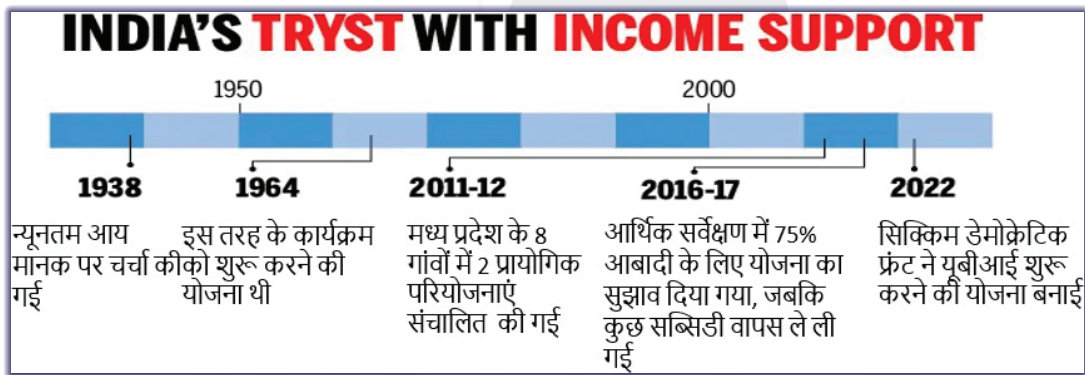 INDIA'S TRYST WITH INCOME SUPPORT
1950
2000
1938
न्यूनतम आय
मानक पर चर्चा की
गई
1964
इस तरह के कार्यक्रम
को शुरू करने की
योजना थी
2011-12
मध्य प्रदेश के 8
गांवों में 2 प्रायोगिक
परियोजनाएं
संचालित की गई
2016-17
आर्थिक सर्वेक्षण में 75%
आबादी के लिए योजना का
सुझाव दिया गया, जबकि
कुछ सब्सिडी वापस ले ली
गई
2022
सिक्किम डेमोक्रेटिक
फ्रंट ने यूबीआई शुरू
करने की योजना बनाई